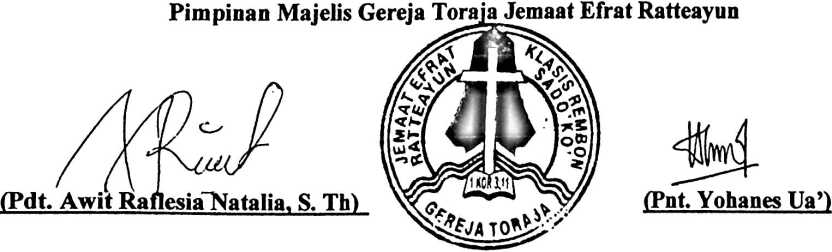 Pimpinan Majelis Gereja Toraja Jemaat Efrat Ratteayun
JEMAAT EFRAT
RATTEAYUN
KLASIS REMBON
SADO'KO'
1 KOR 3,11
GEREJA TORAJA
(Pdt. Awit Raflesia Natalia, S. Th)
(Pnt. Yohanes Ua')